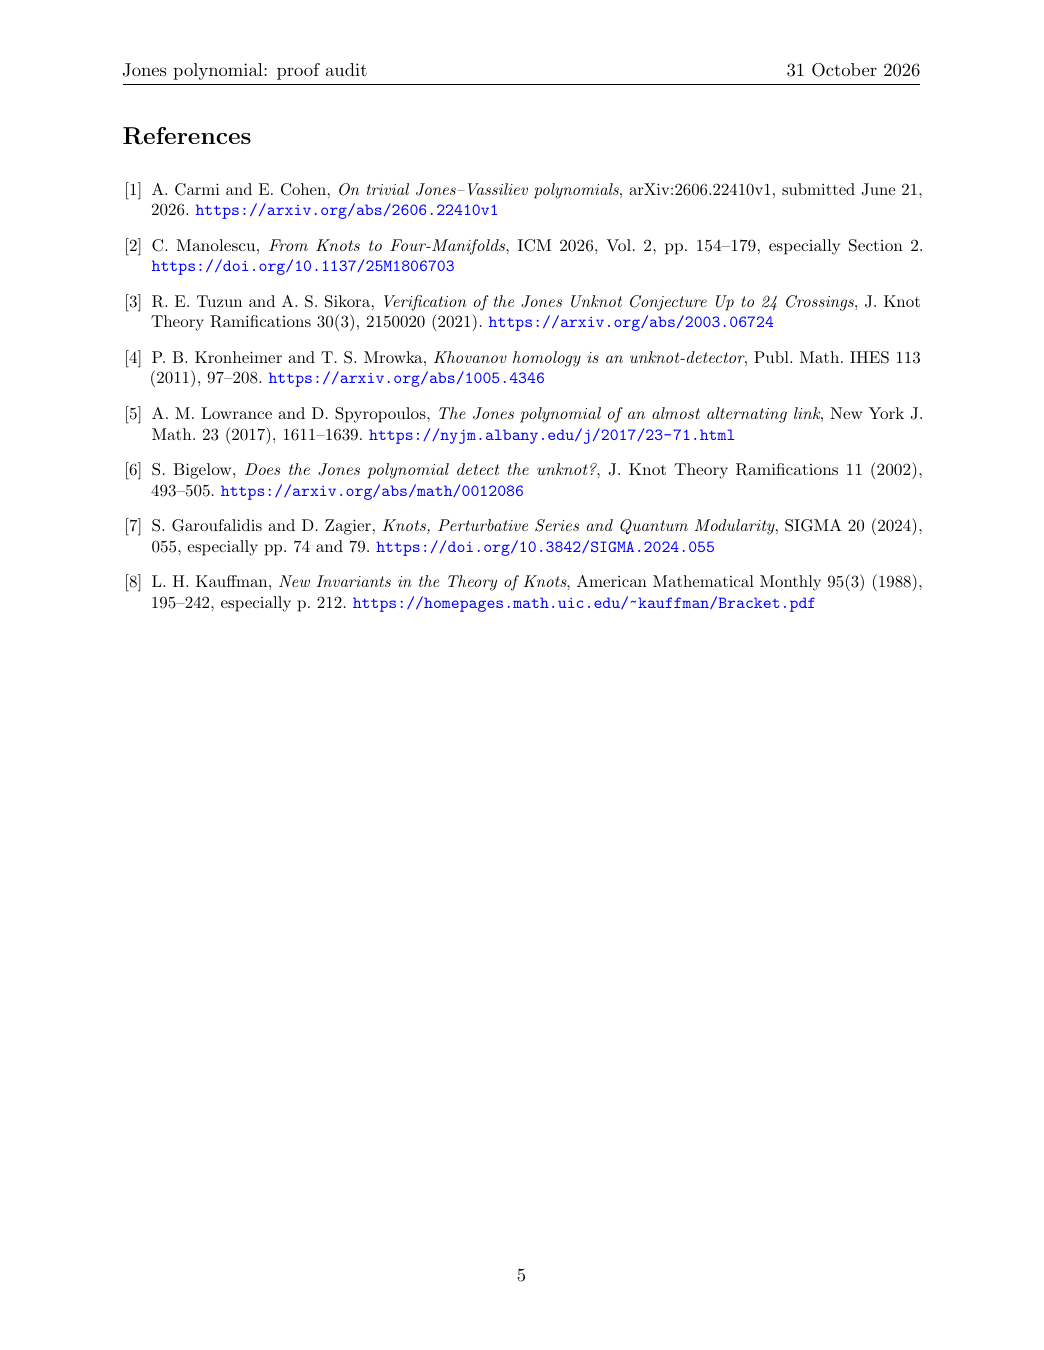 Jones polynomial: proof audit 31 October 2026
References
[1] A. Carmi and E. Cohen, On trivial Jones–Vassiliev polynomials, arXiv:2606.22410v1, submitted June 21,
2026. https://arxiv.org/abs/2606.22410v1
[2] C. Manolescu, From Knots to Four-Manifolds, ICM 2026, Vol. 2, pp. 154–179, especially Section 2.
https://doi.org/10.1137/25M1806703
[3] R. E. Tuzun and A. S. Sikora, Verification of the Jones Unknot Conjecture Up to 24 Crossings, J. Knot
Theory Ramifications 30(3), 2150020 (2021). https://arxiv.org/abs/2003.06724
[4] P. B. Kronheimer and T. S. Mrowka, Khovanov homology is an unknot-detector, Publ. Math. IHES 113
(2011), 97–208. https://arxiv.org/abs/1005.4346
[5] A. M. Lowrance and D. Spyropoulos, The Jones polynomial of an almost alternating link, New York J.
Math. 23 (2017), 1611–1639. https://nyjm.albany.edu/j/2017/23-71.html
[6] S. Bigelow, Does the Jones polynomial detect the unknot?, J. Knot Theory Ramifications 11 (2002),
493–505. https://arxiv.org/abs/math/0012086
[7] S. Garoufalidis and D. Zagier, Knots, Perturbative Series and Quantum Modularity, SIGMA 20 (2024),
055, especially pp. 74 and 79. https://doi.org/10.3842/SIGMA.2024.055
[8] L. H. Kauffman, New Invariants in the Theory of Knots, American Mathematical Monthly 95(3) (1988),
195–242, especially p. 212. https://homepages.math.uic.edu/~kauffman/Bracket.pdf
5